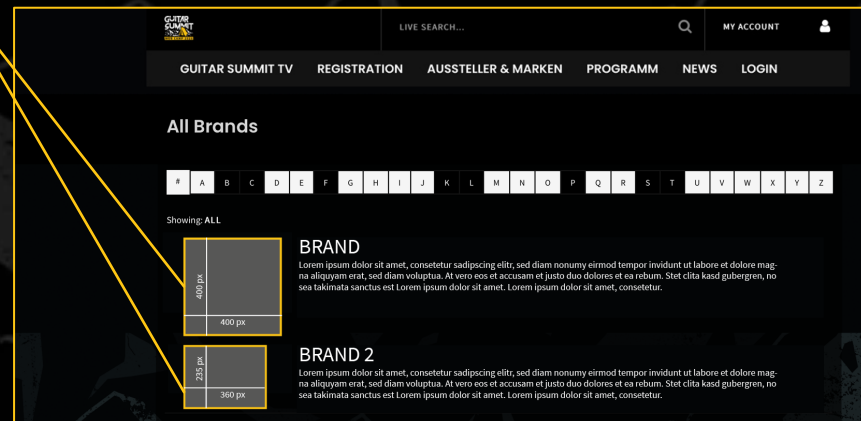 GUITAR
SUMMIT
LIVE SEARCH...
MY ACCOUNT
GUITAR SUMMIT TV REGISTRATION AUSSTELLER & MARKEN PROGRAMM NEWS LOGIN
All Brands
# A B C D E F G H I J K L M N O P Q R S T U V W X Y Z
Showing: ALL
400 px
400 px
BRAND
Lorem ipsum dolor sit amet, consetetur sadipscing elitr, sed diam nonumy eirmod tempor invidunt ut labore et dolore mag-
na aliquyam erat, sed diam voluptua. At vero eos et accusam et justo duo dolores et ea rebum. Stet clita kasd gubergren, no
sea takimata sanctus est Lorem ipsum dolor sit amet. Lorem ipsum dolor sit amet, consetetur.
235 px
360 px
BRAND 2
Lorem ipsum dolor sit amet, consetetur sadipscing elitr, sed diam nonumy eirmod tempor invidunt ut labore et dolore mag-
na aliquyam erat, sed diam voluptua. At vero eos et accusam et justo duo dolores et ea rebum. Stet clita kasd gubergren, no
sea takimata sanctus est Lorem ipsum dolor sit amet. Lorem ipsum dolor sit amet, consetetur.